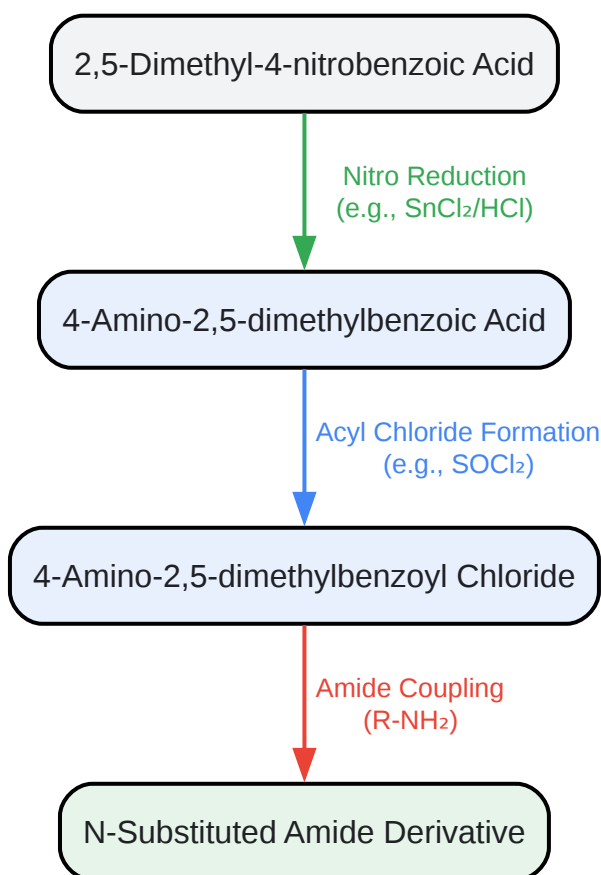 2,5-Dimethyl-4-nitrobenzoic Acid
Nitro Reduction
(e.g., SnCl₂/HCl)
4-Amino-2,5-dimethylbenzoic Acid
Acyl Chloride Formation
(e.g., SOCl₂)
4-Amino-2,5-dimethylbenzoyl Chloride
Amide Coupling
(R-NH₂)
N-Substituted Amide Derivative